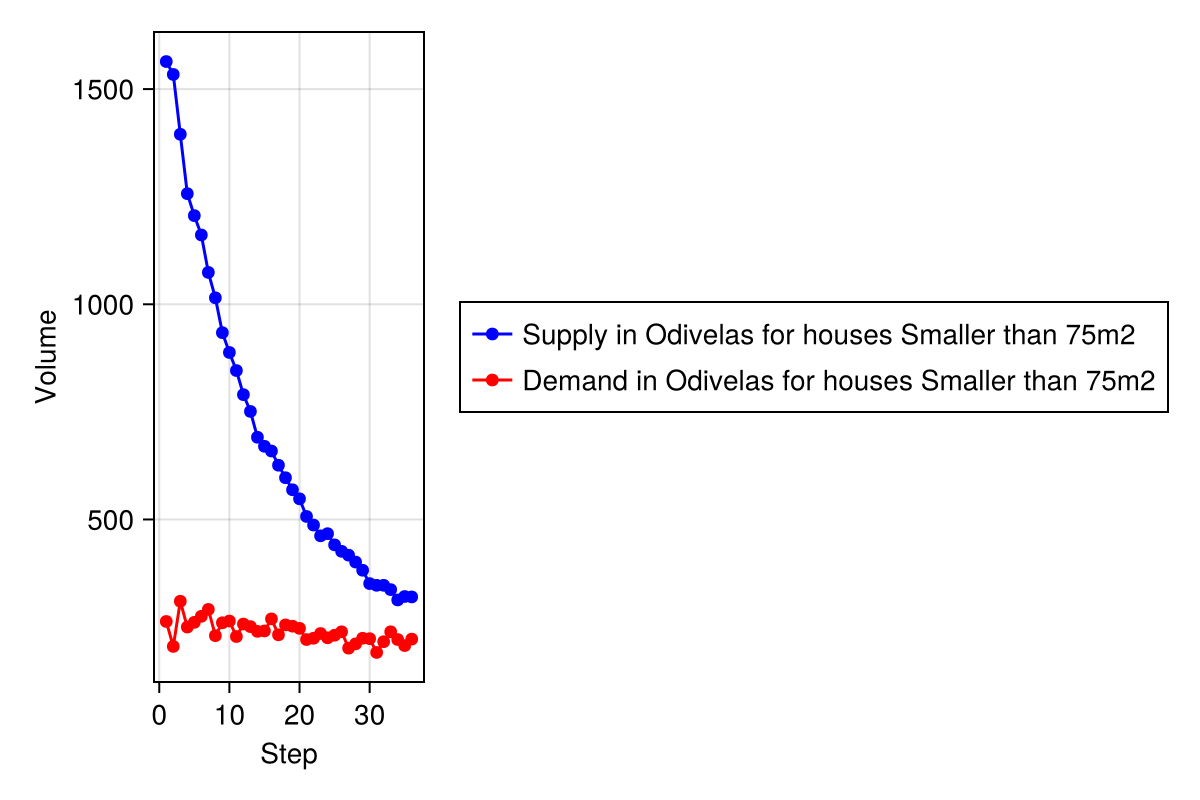 1500
1000
500
Volume
0 10 20 30
Step
Supply in Odivelas for houses Smaller than 75m2
Demand in Odivelas for houses Smaller than 75m2